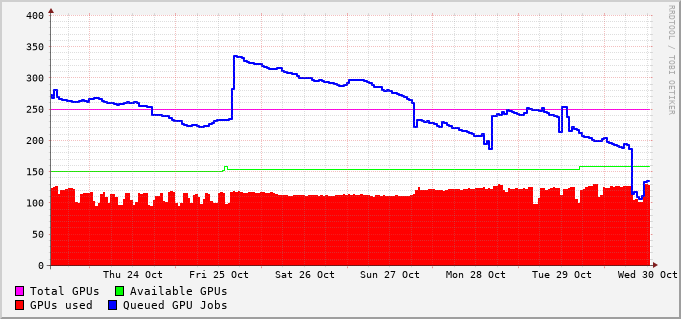 400
350
300
250
200
150
100
50
0
Thu 24 Oct Fri 25 Oct Sat 26 Oct Sun 27 Oct Mon 28 Oct Tue 29 Oct Wed 30 Oct
Total GPUs Available GPUs
GPUs used Queued GPU Jobs
RRDTOOL / TOBI OETIKER